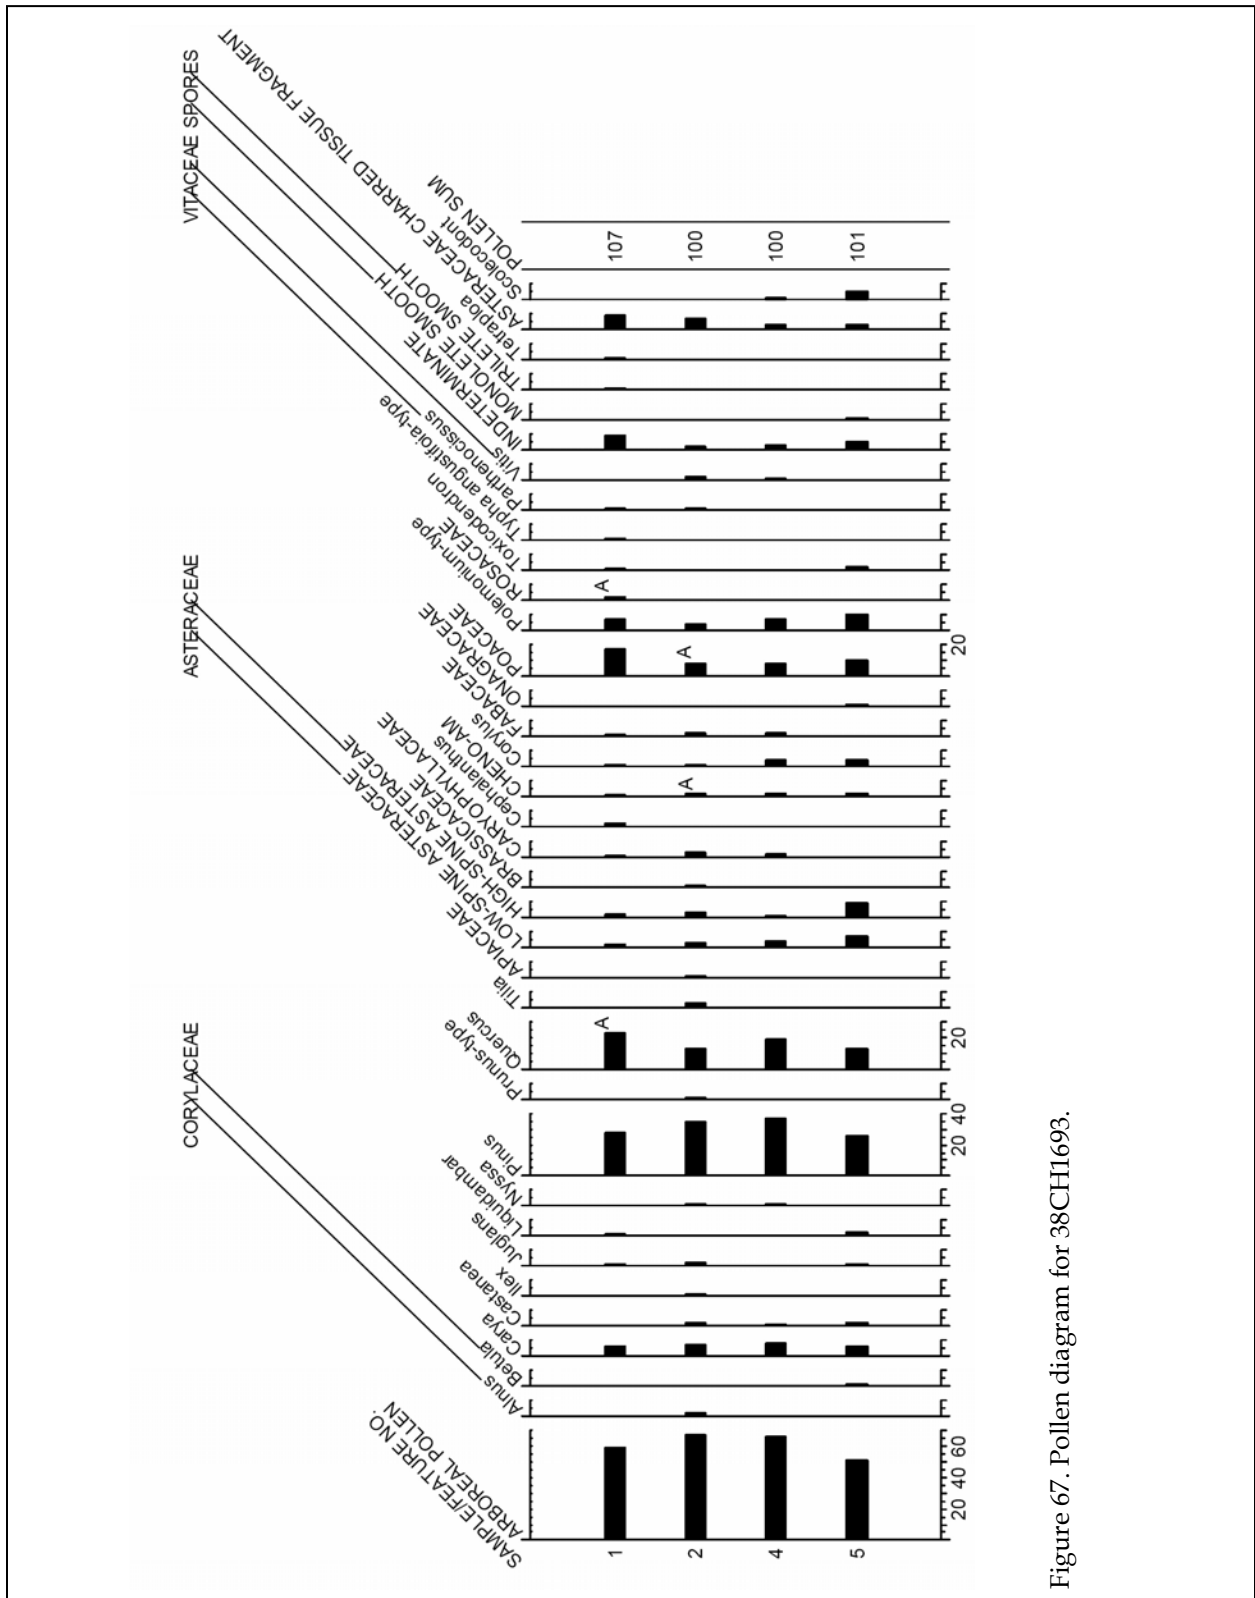 CORYLACEAE
ASTERACEAE
VITACEAE
SPORES
SAMPLE/FEATURE NO.
ARBOREAL POLLEN
Alnus
Betula
Carya
Castanea
Ilex
Juglans
Liquidambar
Nyssa
Pinus
Prunus-type
Quercus
Tilia
APIACEAE
LOW-SPINE ASTERACEAE
HIGH-SPINE ASTERACEAE
BRASSICACEAE
CARYOPHYLLACEAE
Cephalanthus
CHENO-AM
Corylus
FABACEAE
ONAGRACEAE
POACEAE
Polemonium-type
ROSACEAE
Toxicodendron
Typha angustifolia-type
Parthenocissus
Vitis
INDETERMINATE
MONOLETE SMOOTH
TRILETE SMOOTH
Tetraploa
ASTERACEAE CHARRED TISSUE FRAGMENT
Scolecodont
POLLEN SUM
1 A A 107
2 A A 100
4 100
5 101
20 40 60 20 40 20 20
Figure 67. Pollen diagram for 38CH1693.